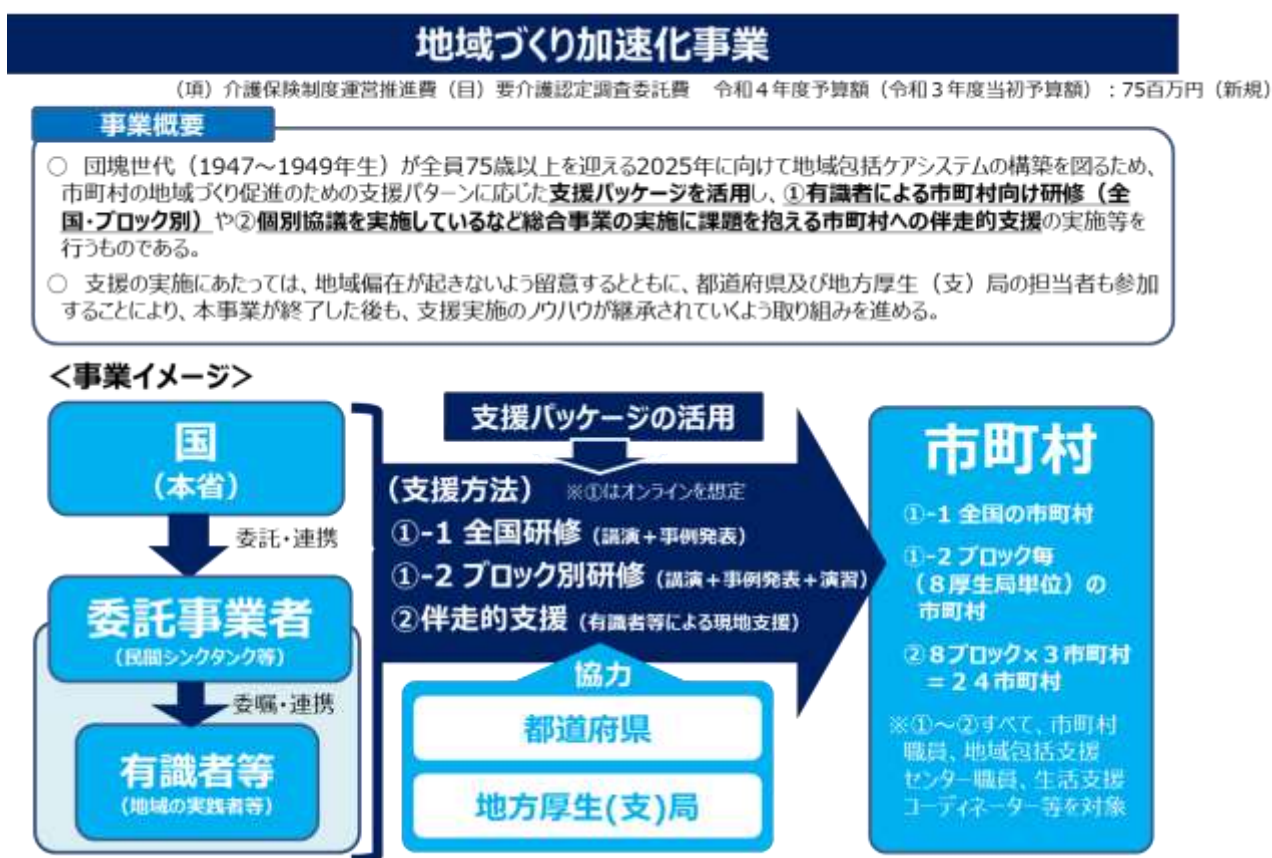 地域づくり加速化事業
（項）介護保険制度運営推進費（目）要介護認定調査委託費　令和４年度予算額（令和３年度当初予算額）：75百万円（新規）
事業概要
○　団塊世代（1947～1949年生）が全員75歳以上を迎える2025年に向けて地域包括ケアシステムの構築を図るため、
市町村の地域づくり促進のための支援パターンに応じた支援パッケージを活用し、①有識者による市町村向け研修（全
国・ブロック別）や②個別協議を実施しているなど総合事業の実施に課題を抱える市町村への伴走的支援の実施等を
行うものである。
○　支援の実施にあたっては、地域偏在が起きないよう留意するとともに、都道府県及び地方厚生（支）局の担当者も参加
することにより、本事業が終了した後も、支援実施のノウハウが継承されていくよう取り組みを進める。
＜事業イメージ＞
国
（本省）
委託・連携
委託事業者
（民間シンクタンク等）
委嘱・連携
有識者等
（地域の実践者等）
支援パッケージの活用
（支援方法）　※①はオンラインを想定
①-1 全国研修（講演＋事例発表）
①-2 ブロック別研修（講演＋事例発表＋演習）
②伴走的支援（有識者等による現地支援）
協力
都道府県
地方厚生(支)局
市町村
①-1 全国の市町村
①-2 ブロック毎
（８厚生局単位）の
市町村
②８ブロック×３市町村
＝２４市町村
※①～②すべて、市町村
職員、地域包括支援
センター職員、生活支援
コーディネーター等を対象